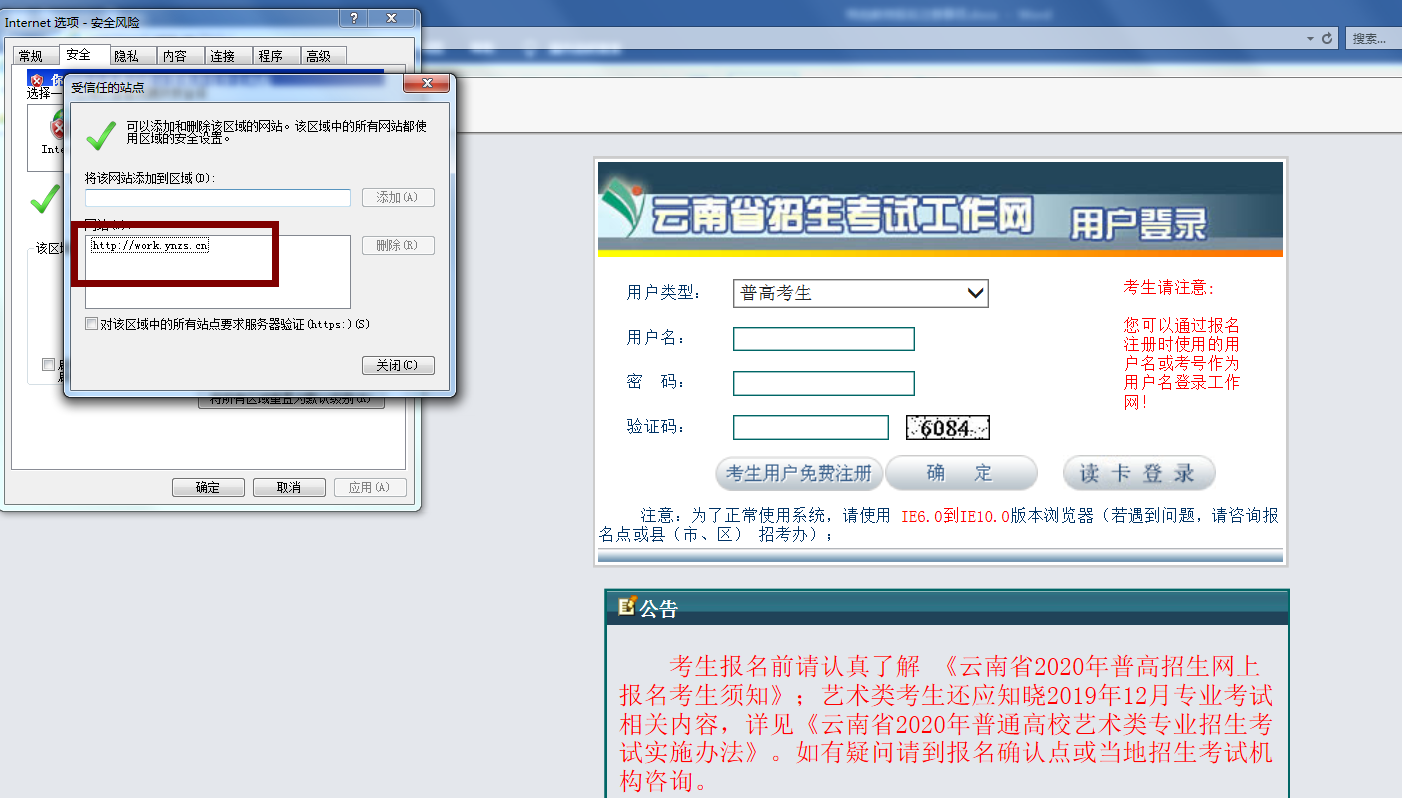 Internet 选项 - 安全风险
搜索...
常规 安全 隐私 内容 连接 程序 高级
选择一
受信任的站点
可以添加和删除该区域的网站。该区域中的所有网站都使
用区域的安全设置。
将该网站添加到区域(D):
添加(A)
http://work.ynzs.cn
删除(R)
对该区域中的所有站点要求服务器验证(https:)(S)
关闭(C)
该区域
将所有区域重置为默认级别(R)
确定 取消 应用(A)
云南省招生考试工作网 用户登录
用户类型: 普高考生
用户名:
密 码:
验证码: 6084
考生请注意:
您可以通过报名
注册时使用的用
户名或考号作为
用户名登录工作
网!
考生用户免费注册 确 定 读 卡 登 录
注意: 为了正常使用系统, 请使用 IE6.0到IE10.0版本浏览器 (若遇到问题, 请咨询报
名点或县 (市、区) 招考办);
公告
考生报名前请认真了解 《云南省2020年普高招生网上
报名考生须知》; 艺术类考生还应知晓2019年12月专业考试
相关内容, 详见《云南省2020年普通高校艺术类专业招生考
试实施办法》。如有疑问请到报名确认点或当地招生考试机
构咨询。